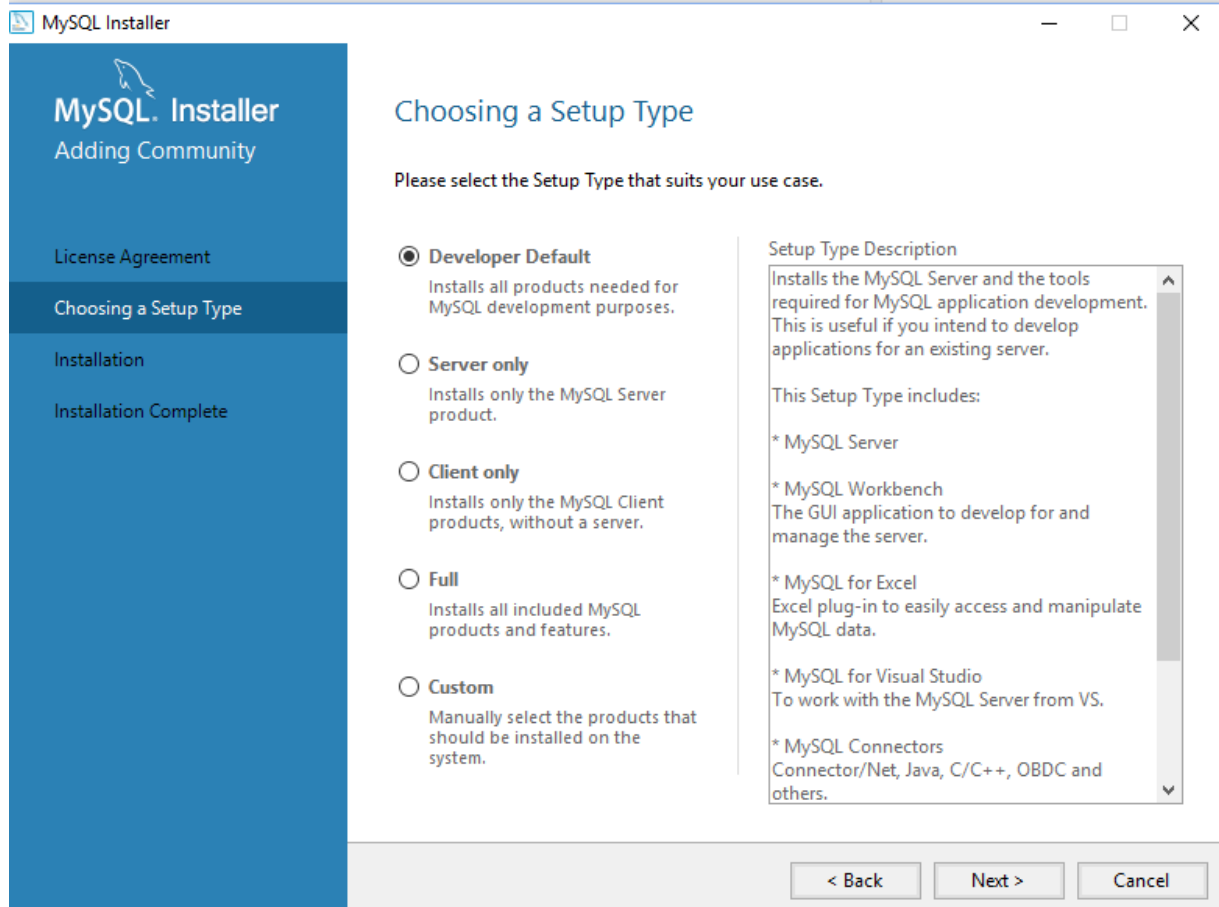 MySQL Installer
MySQL. Installer
Adding Community
License Agreement
Choosing a Setup Type
Installation
Installation Complete
Choosing a Setup Type
Please select the Setup Type that suits your use case.
Developer Default
Installs all products needed for
MySQL development purposes.
Server only
Installs only the MySQL Server
product.
Client only
Installs only the MySQL Client
products, without a server.
Full
Installs all included MySQL
products and features.
Custom
Manually select the products that
should be installed on the
system.
Setup Type Description
Installs the MySQL Server and the tools
required for MySQL application development.
This is useful if you intend to develop
applications for an existing server.
This Setup Type includes:
* MySQL Server
* MySQL Workbench
The GUI application to develop for and
manage the server.
* MySQL for Excel
Excel plug-in to easily access and manipulate
MySQL data.
* MySQL for Visual Studio
To work with the MySQL Server from VS.
* MySQL Connectors
Connector/Net, Java, C/C++, OBDC and
others.
< Back
Next >
Cancel